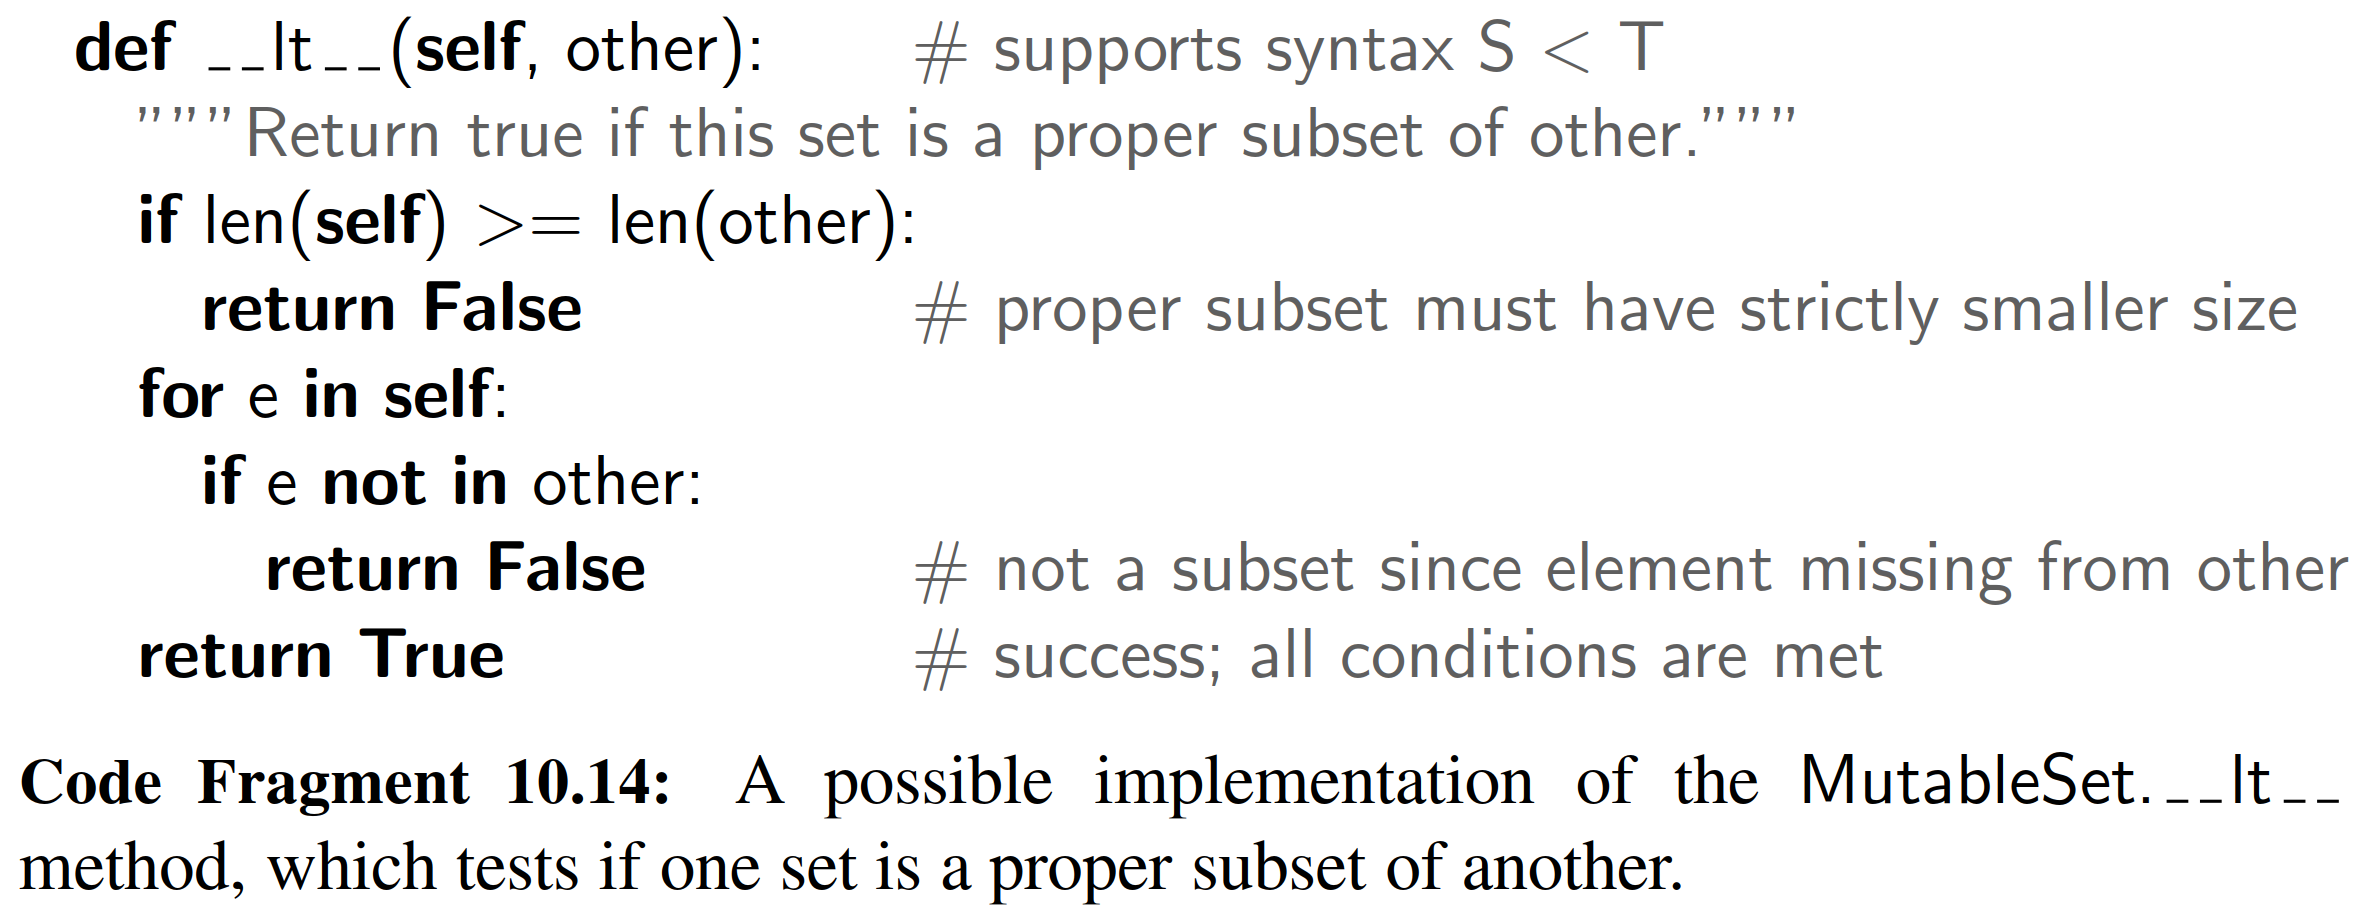 def __lt__(self, other): # supports syntax S < T
”””Return true if this set is a proper subset of other.”””
if len(self) >= len(other):
return False # proper subset must have strictly smaller size
for e in self:
if e not in other:
return False # not a subset since element missing from other
return True # success; all conditions are met
Code Fragment 10.14: A possible implementation of the MutableSet.__lt__
method, which tests if one set is a proper subset of another.